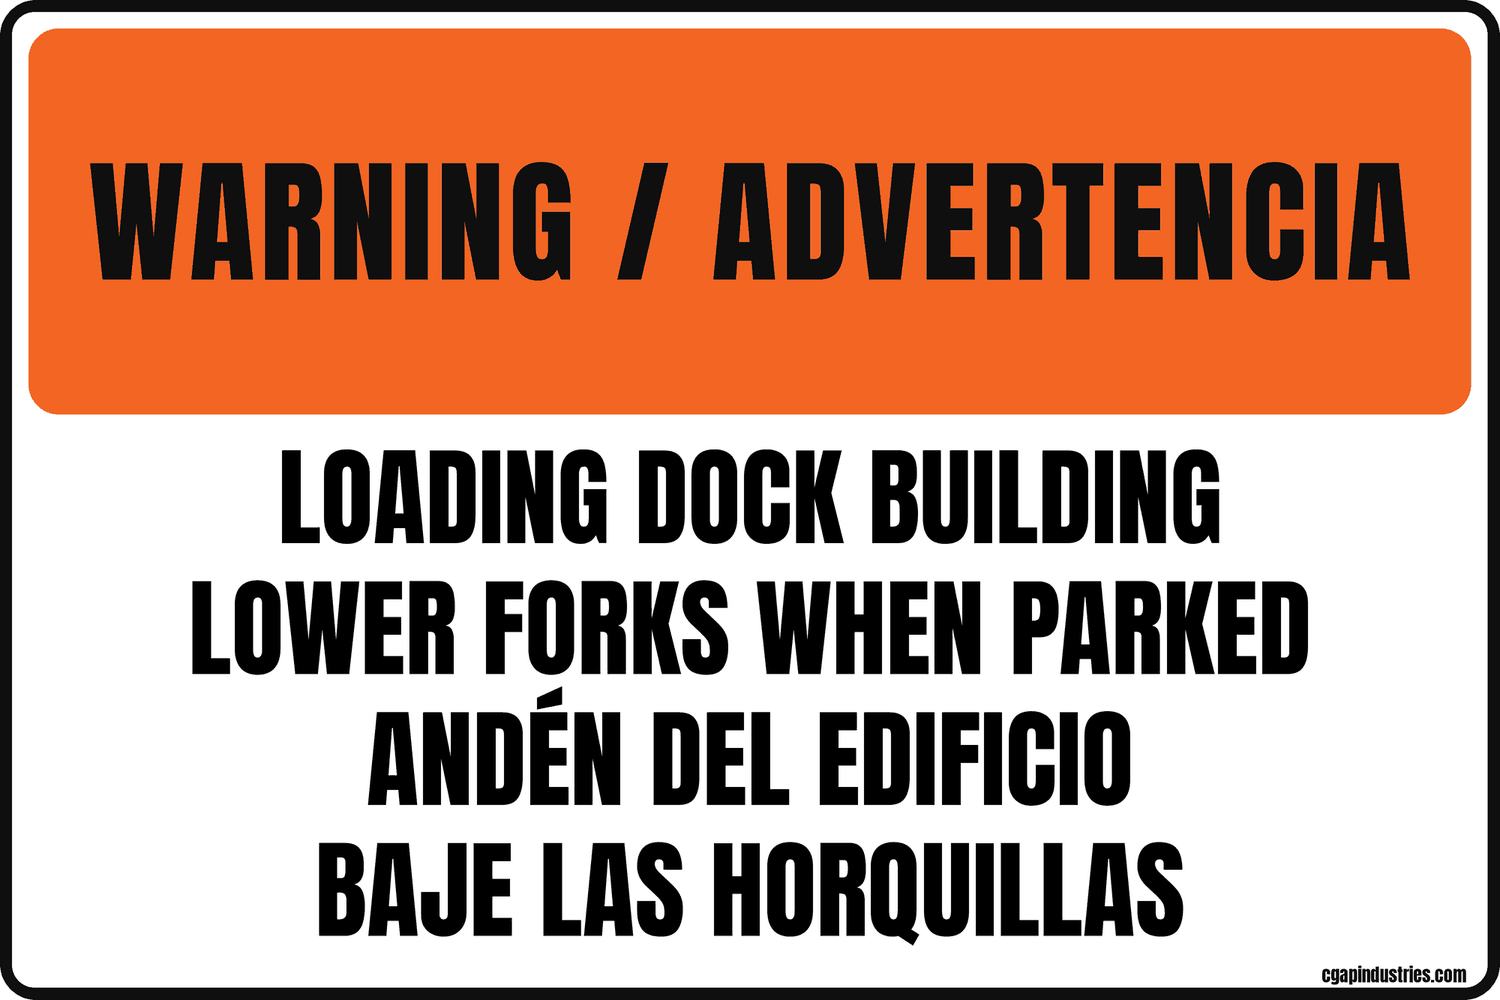 WARNING / ADVERTENCIA
LOADING DOCK BUILDING
LOWER FORKS WHEN PARKED
ANDÉN DEL EDIFICIO
BAJE LAS HORQUILLAS
cgapindustries.com